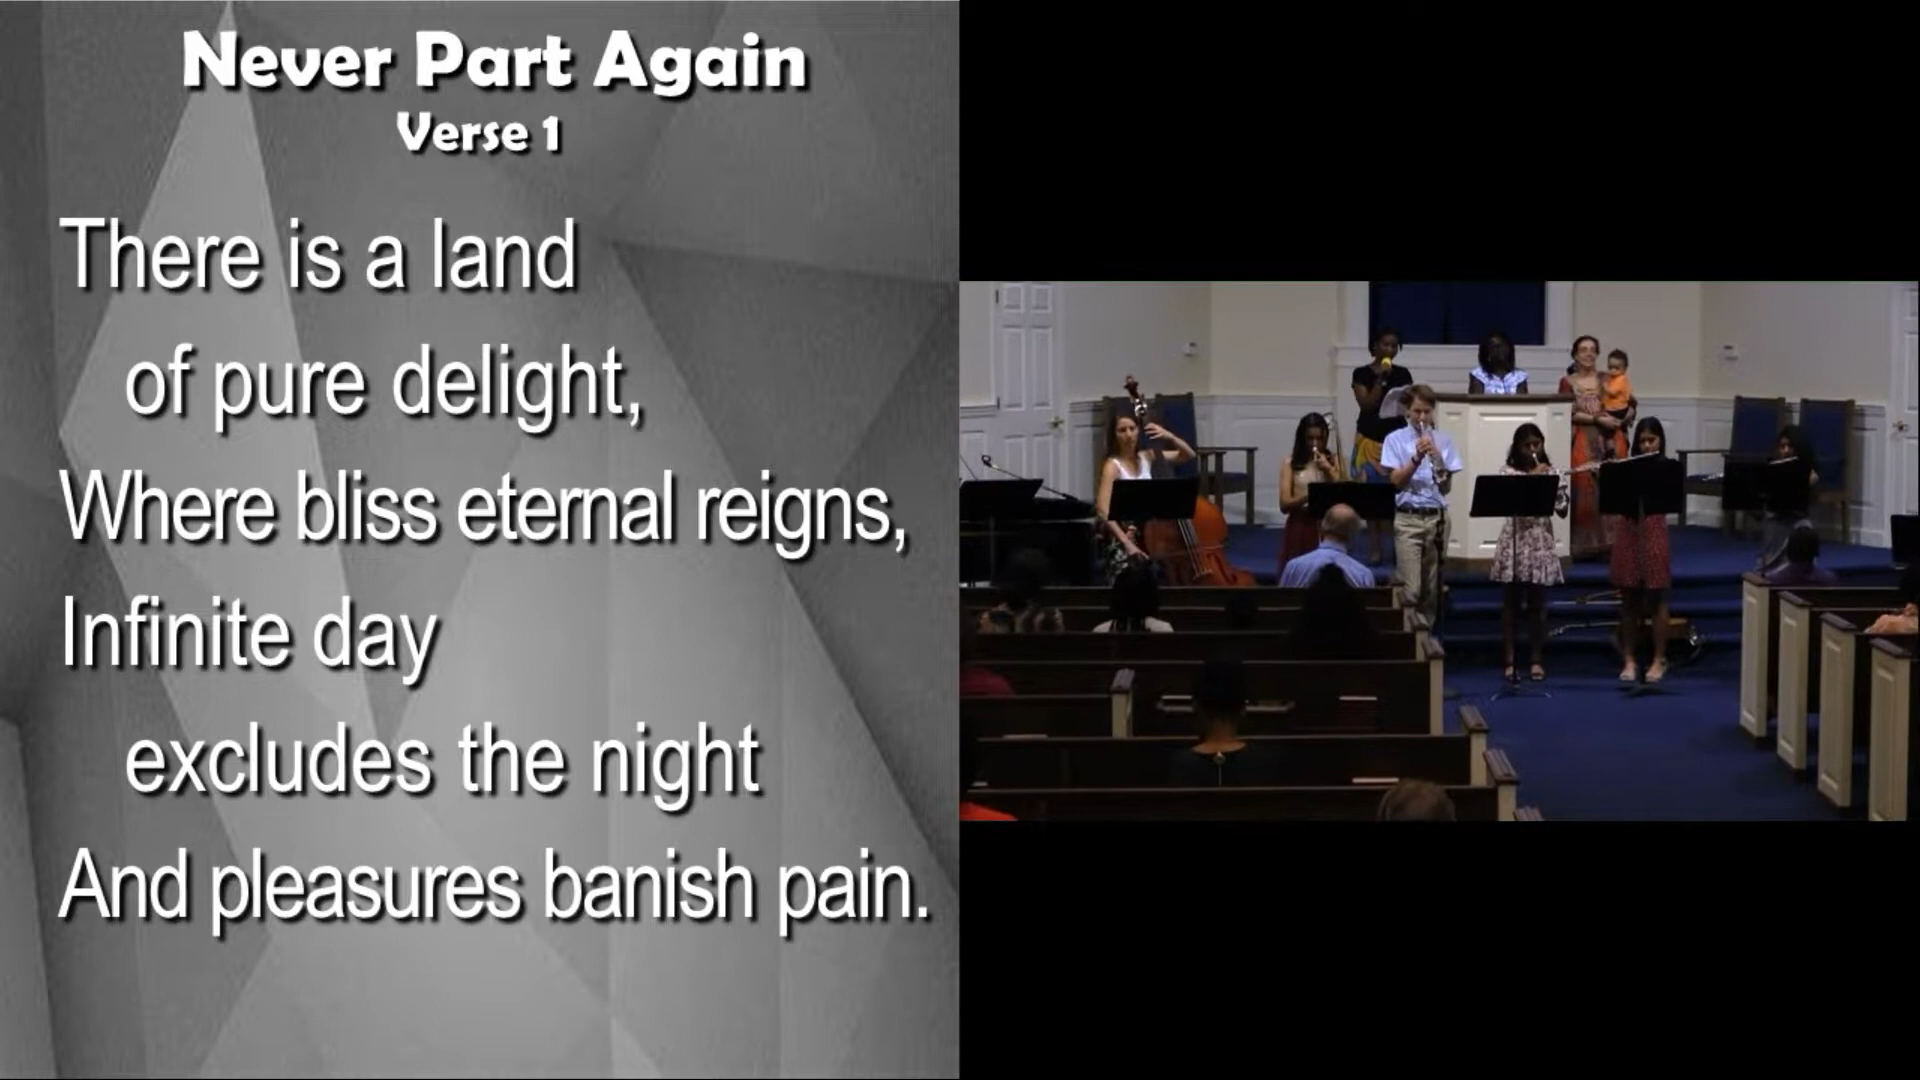 Never Part Again
Verse 1
There is a land
of pure delight,
Where bliss eternal reigns,
Infinite day
excludes the night
And pleasures banish pain.